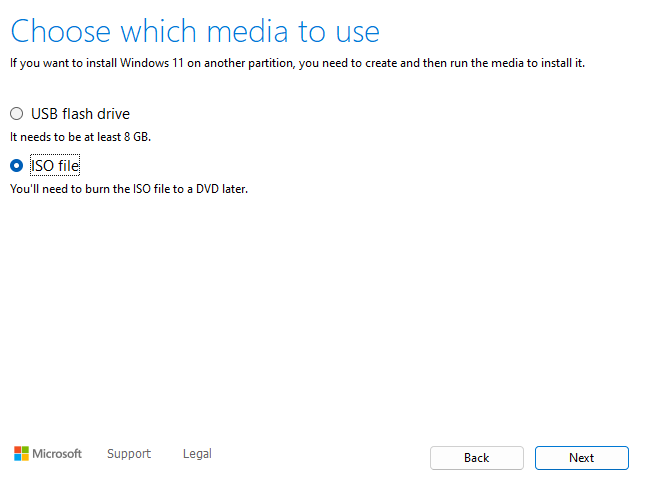 Choose which media to use
If you want to install Windows 11 on another partition, you need to create and then run the media to install it.
USB flash drive
It needs to be at least 8 GB.
ISO file
You'll need to burn the ISO file to a DVD later.
Microsoft Support Legal Back Next